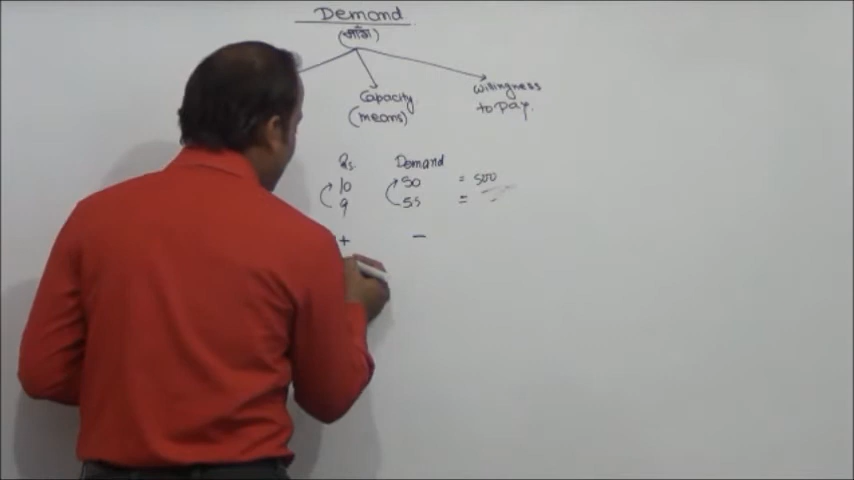 Demand
(माँग)
Capacity
(means)
Willingness
to pay.
Rs. Demand
10 50 = 500
9 55 =
+ -